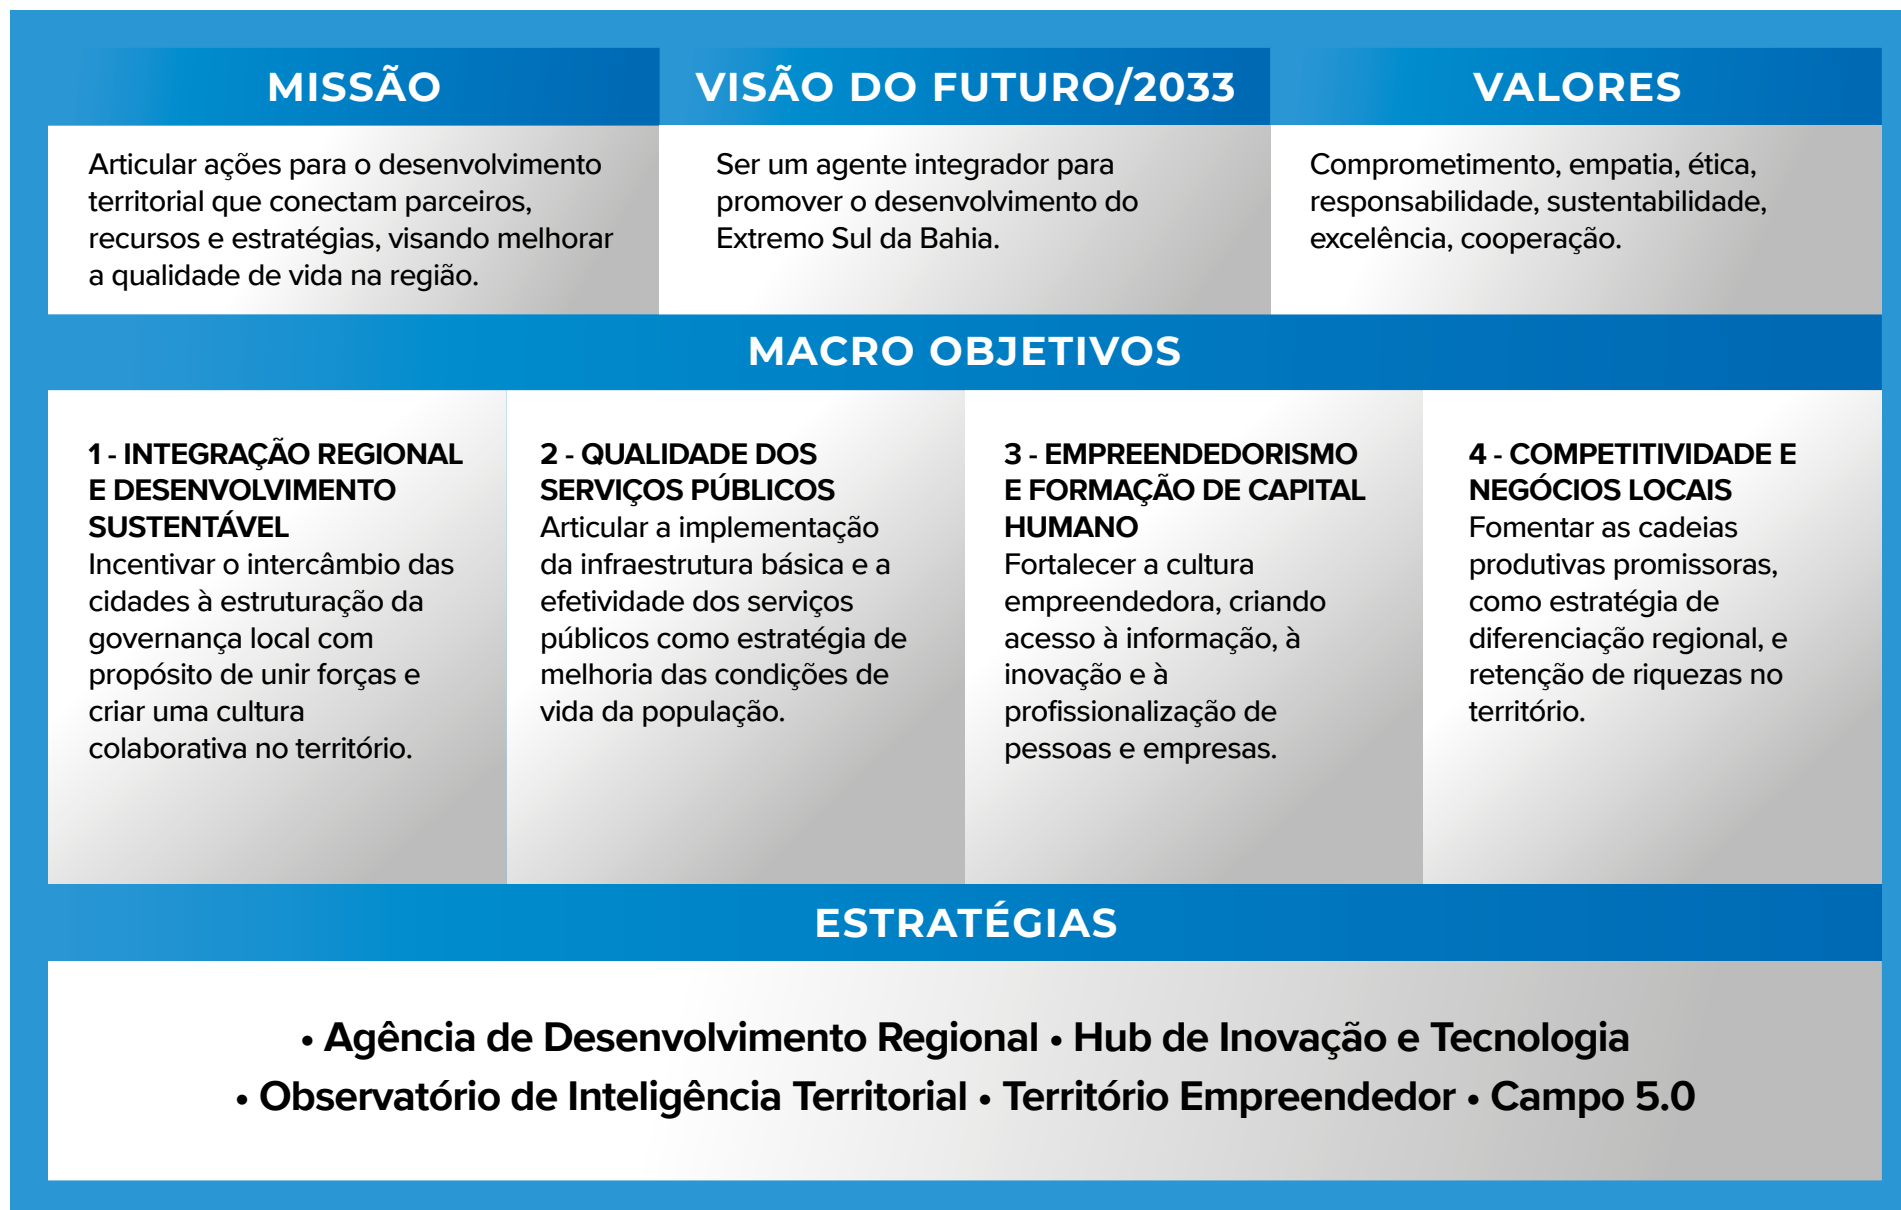 MISSÃO
Articular ações para o desenvolvimento
territorial que conectam parceiros,
recursos e estratégias, visando melhorar
a qualidade de vida na região.
VISÃO DO FUTURO/2033
Ser um agente integrador para
promover o desenvolvimento do
Extremo Sul da Bahia.
VALORES
Comprometimento, empatia, ética,
responsabilidade, sustentabilidade,
excelência, cooperação.
MACRO OBJETIVOS
1 - INTEGRAÇÃO REGIONAL
E DESENVOLVIMENTO
SUSTENTÁVEL
Incentivar o intercâmbio das
cidades à estruturação da
governança local com
propósito de unir forças e
criar uma cultura
colaborativa no território.
2 - QUALIDADE DOS
SERVIÇOS PÚBLICOS
Articular a implementação
da infraestrutura básica e a
efetividade dos serviços
públicos como estratégia de
melhoria das condições de
vida da população.
3 - EMPREENDEDORISMO
E FORMAÇÃO DE CAPITAL
HUMANO
Fortalecer a cultura
empreendedora, criando
acesso à informação, à
inovação e à
profissionalização de
pessoas e empresas.
4 - COMPETITIVIDADE E
NEGÓCIOS LOCAIS
Fomentar as cadeias
produtivas promissoras,
como estratégia de
diferenciação regional, e
retenção de riquezas no
território.
ESTRATÉGIAS
• Agência de Desenvolvimento Regional • Hub de Inovação e Tecnologia
• Observatório de Inteligência Territorial • Território Empreendedor • Campo 5.0